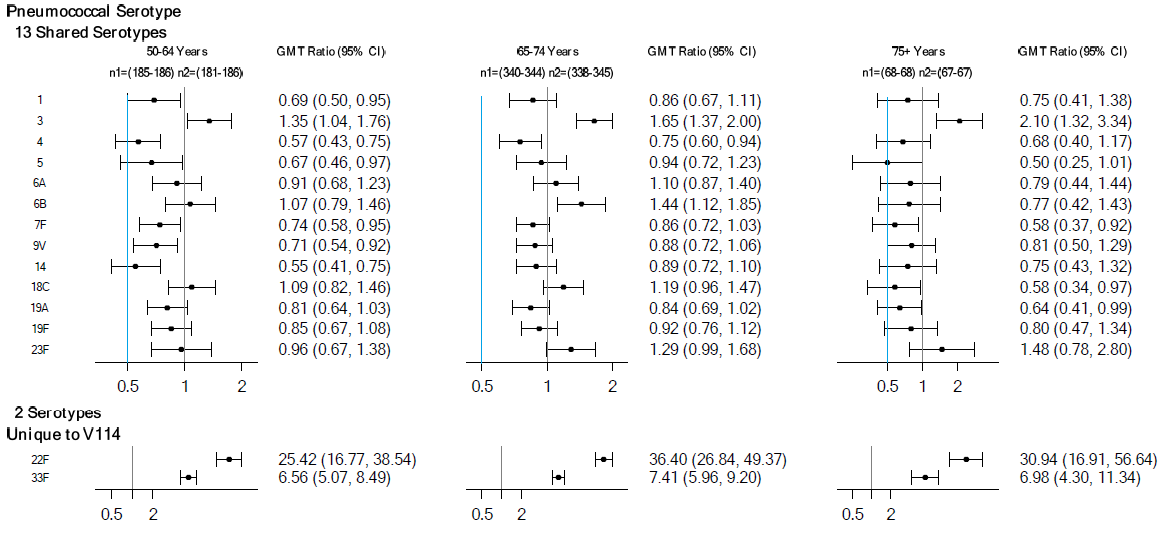 Pneumococcal Serotype
13 Shared Serotypes
50-64 Years GMT Ratio (95% CI) 65-74 Years GMT Ratio (95% CI) 75+ Years GMT Ratio (95% CI)
n1=(185-186) n2=(181-186) n1=(340-344) n2=(338-345) n1=(68-68) n2=(67-67)
1 0.69 (0.50, 0.95) 0.86 (0.67, 1.11) 0.75 (0.41, 1.38)
3 1.35 (1.04, 1.76) 1.65 (1.37, 2.00) 2.10 (1.32, 3.34)
4 0.57 (0.43, 0.75) 0.75 (0.60, 0.94) 0.68 (0.40, 1.17)
5 0.67 (0.46, 0.97) 0.94 (0.72, 1.23) 0.50 (0.25, 1.01)
6A 0.91 (0.68, 1.23) 1.10 (0.87, 1.40) 0.79 (0.44, 1.44)
6B 1.07 (0.79, 1.46) 1.44 (1.12, 1.85) 0.77 (0.42, 1.43)
7F 0.74 (0.58, 0.95) 0.86 (0.72, 1.03) 0.58 (0.37, 0.92)
9V 0.71 (0.54, 0.92) 0.88 (0.72, 1.06) 0.81 (0.50, 1.29)
14 0.55 (0.41, 0.75) 0.89 (0.72, 1.10) 0.75 (0.43, 1.32)
18C 1.09 (0.82, 1.46) 1.19 (0.96, 1.47) 0.58 (0.34, 0.97)
19A 0.81 (0.64, 1.03) 0.84 (0.69, 1.02) 0.64 (0.41, 0.99)
19F 0.85 (0.67, 1.08) 0.92 (0.76, 1.12) 0.80 (0.47, 1.34)
23F 0.96 (0.67, 1.38) 1.29 (0.99, 1.68) 1.48 (0.78, 2.80)
0.5 1 2 0.5 1 2 0.5 1 2
2 Serotypes
Unique to V114
22F 25.42 (16.77, 38.54) 36.40 (26.84, 49.37) 30.94 (16.91, 56.64)
33F 6.56 (5.07, 8.49) 7.41 (5.96, 9.20) 6.98 (4.30, 11.34)
0.5 2 0.5 2 0.5 2